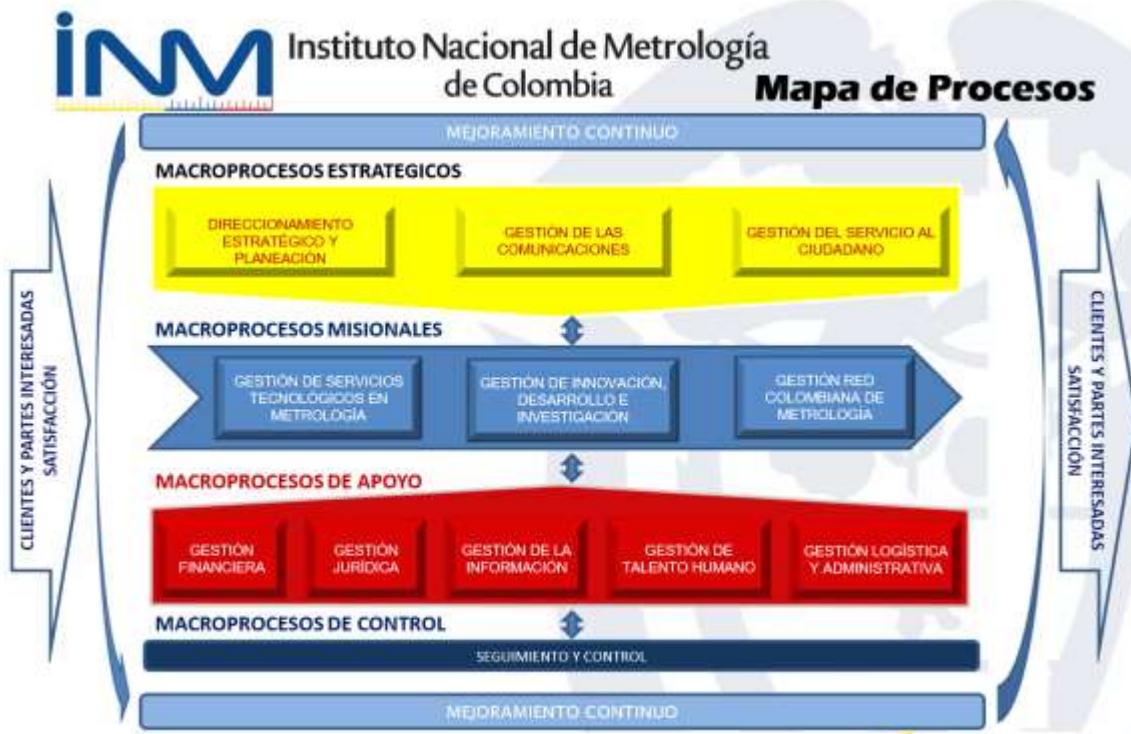 INM
Instituto Nacional de Metrología
de Colombia
Mapa de Procesos
MEJORAMIENTO CONTINUO
MACROPROCESOS ESTRATEGICOS
DIRECCIONAMIENTO
ESTRATÉGICO Y
PLANEACIÓN
GESTIÓN DE LAS
COMUNICACIONES
GESTIÓN DEL SERVICIO AL
CIUDADANO
CLIENTES Y PARTES INTERESADAS
SATISFACCIÓN
MACROPROCESOS MISIONALES
GESTIÓN DE SERVICIOS
TECNOLÓGICOS EN
METROLOGÍA
GESTIÓN DE INNOVACIÓN,
DESARROLLO E
INVESTIGACIÓN
GESTIÓN RED
COLOMBIANA DE
METROLOGÍA
CLIENTES Y PARTES INTERESADAS
SATISFACCIÓN
MACROPROCESOS DE APOYO
GESTIÓN
FINANCIERA
GESTIÓN
JURÍDICA
GESTIÓN DE LA
INFORMACIÓN
GESTIÓN DE
TALENTO HUMANO
GESTIÓN LOGÍSTICA
Y ADMINISTRATIVA
MACROPROCESOS DE CONTROL
SEGUIMIENTO Y CONTROL
MEJORAMIENTO CONTINUO